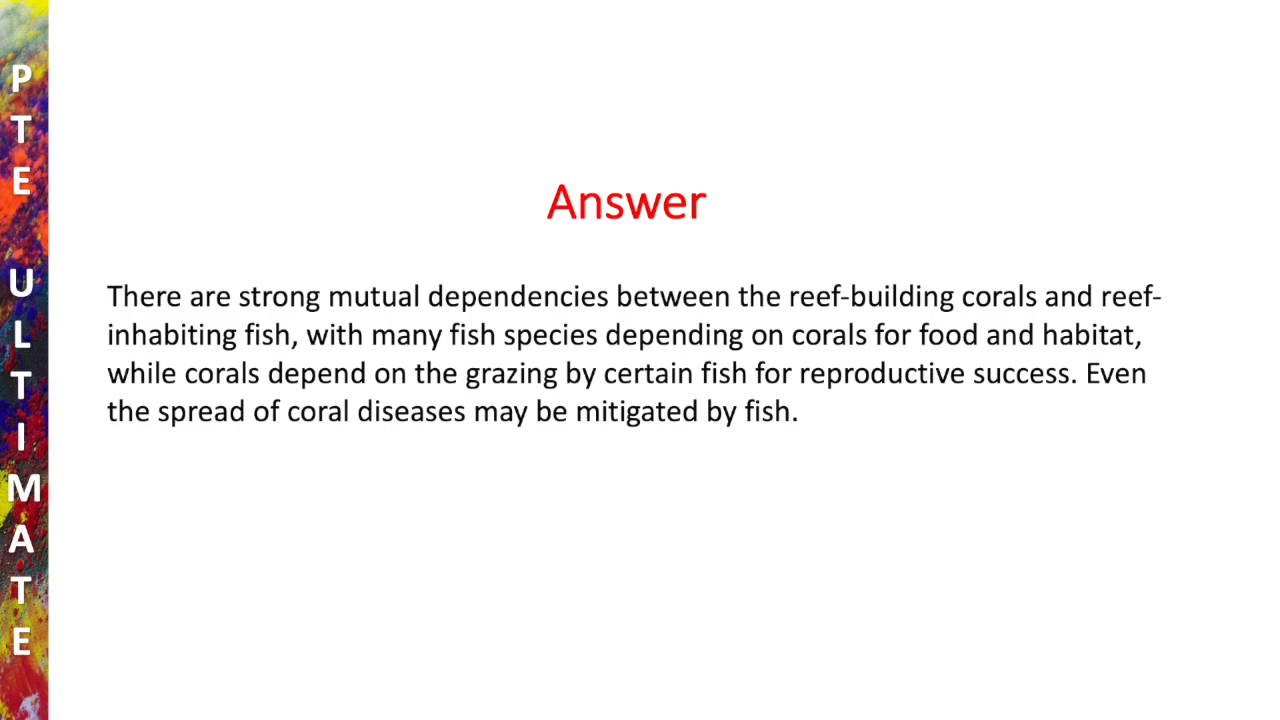 PTE ULTIMATE
Answer
There are strong mutual dependencies between the reef-building corals and reef-
inhabiting fish, with many fish species depending on corals for food and habitat,
while corals depend on the grazing by certain fish for reproductive success. Even
the spread of coral diseases may be mitigated by fish.